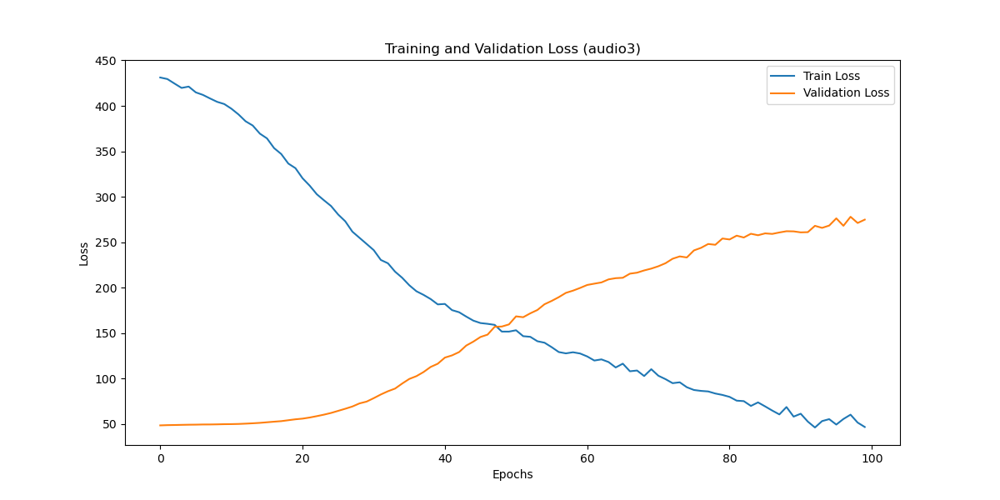 Training and Validation Loss (audio3)
450
400
350
300
250
200
150
100
50
Loss
Train Loss
Validation Loss
0 20 40 60 80 100
Epochs